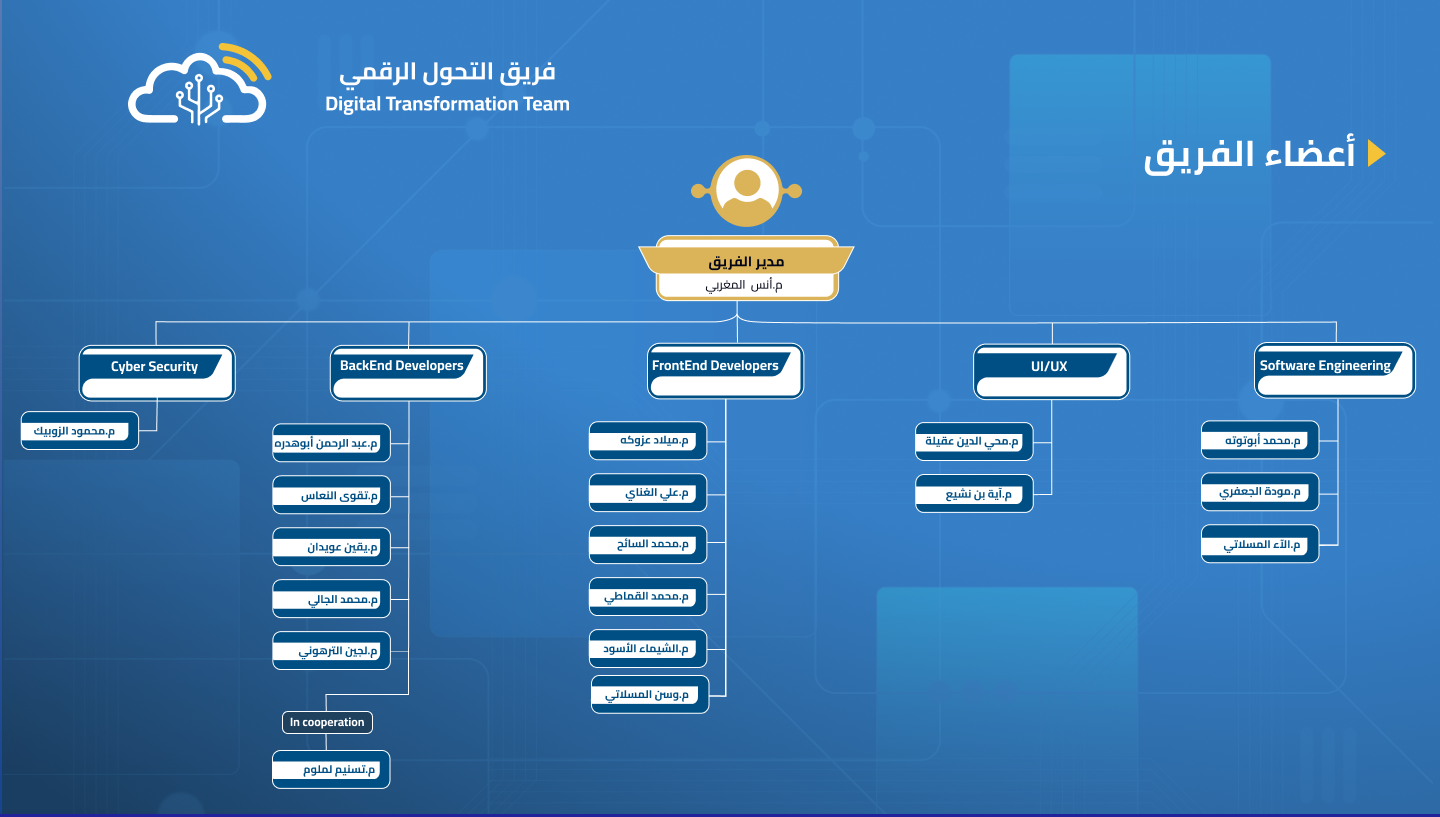 فريق التحول الرقمي
Digital Transformation Team
أعضاء الفريق
مدير الفريق
م.أنس المغربي
Software Engineering
م.محمد أبوتوته
م.مودة الجعفري
م.الآء المسلاتي
UI/UX
م.محي الدين عقيلة
م.آية بن نشيع
FrontEnd Developers
م.ميلاد عزوكه
م.علي الغناي
م.محمد السائح
م.محمد القماطي
م.الشيماء الأسود
م.وسن المسلاتي
BackEnd Developers
م.عبد الرحمن أبوهدره
م.تقوى النعاس
م.يقين عويدان
م.محمد الجالي
م.لجين الترهوني
In cooperation
م.تسنيم لملوم
Cyber Security
م.محمود الزوبيك